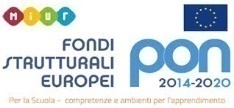 MIUR
FONDI
STRUTTURALI
EUROPEI
pon
2014-2020
Per la Scuola - competenze e ambienti per l'apprendimento